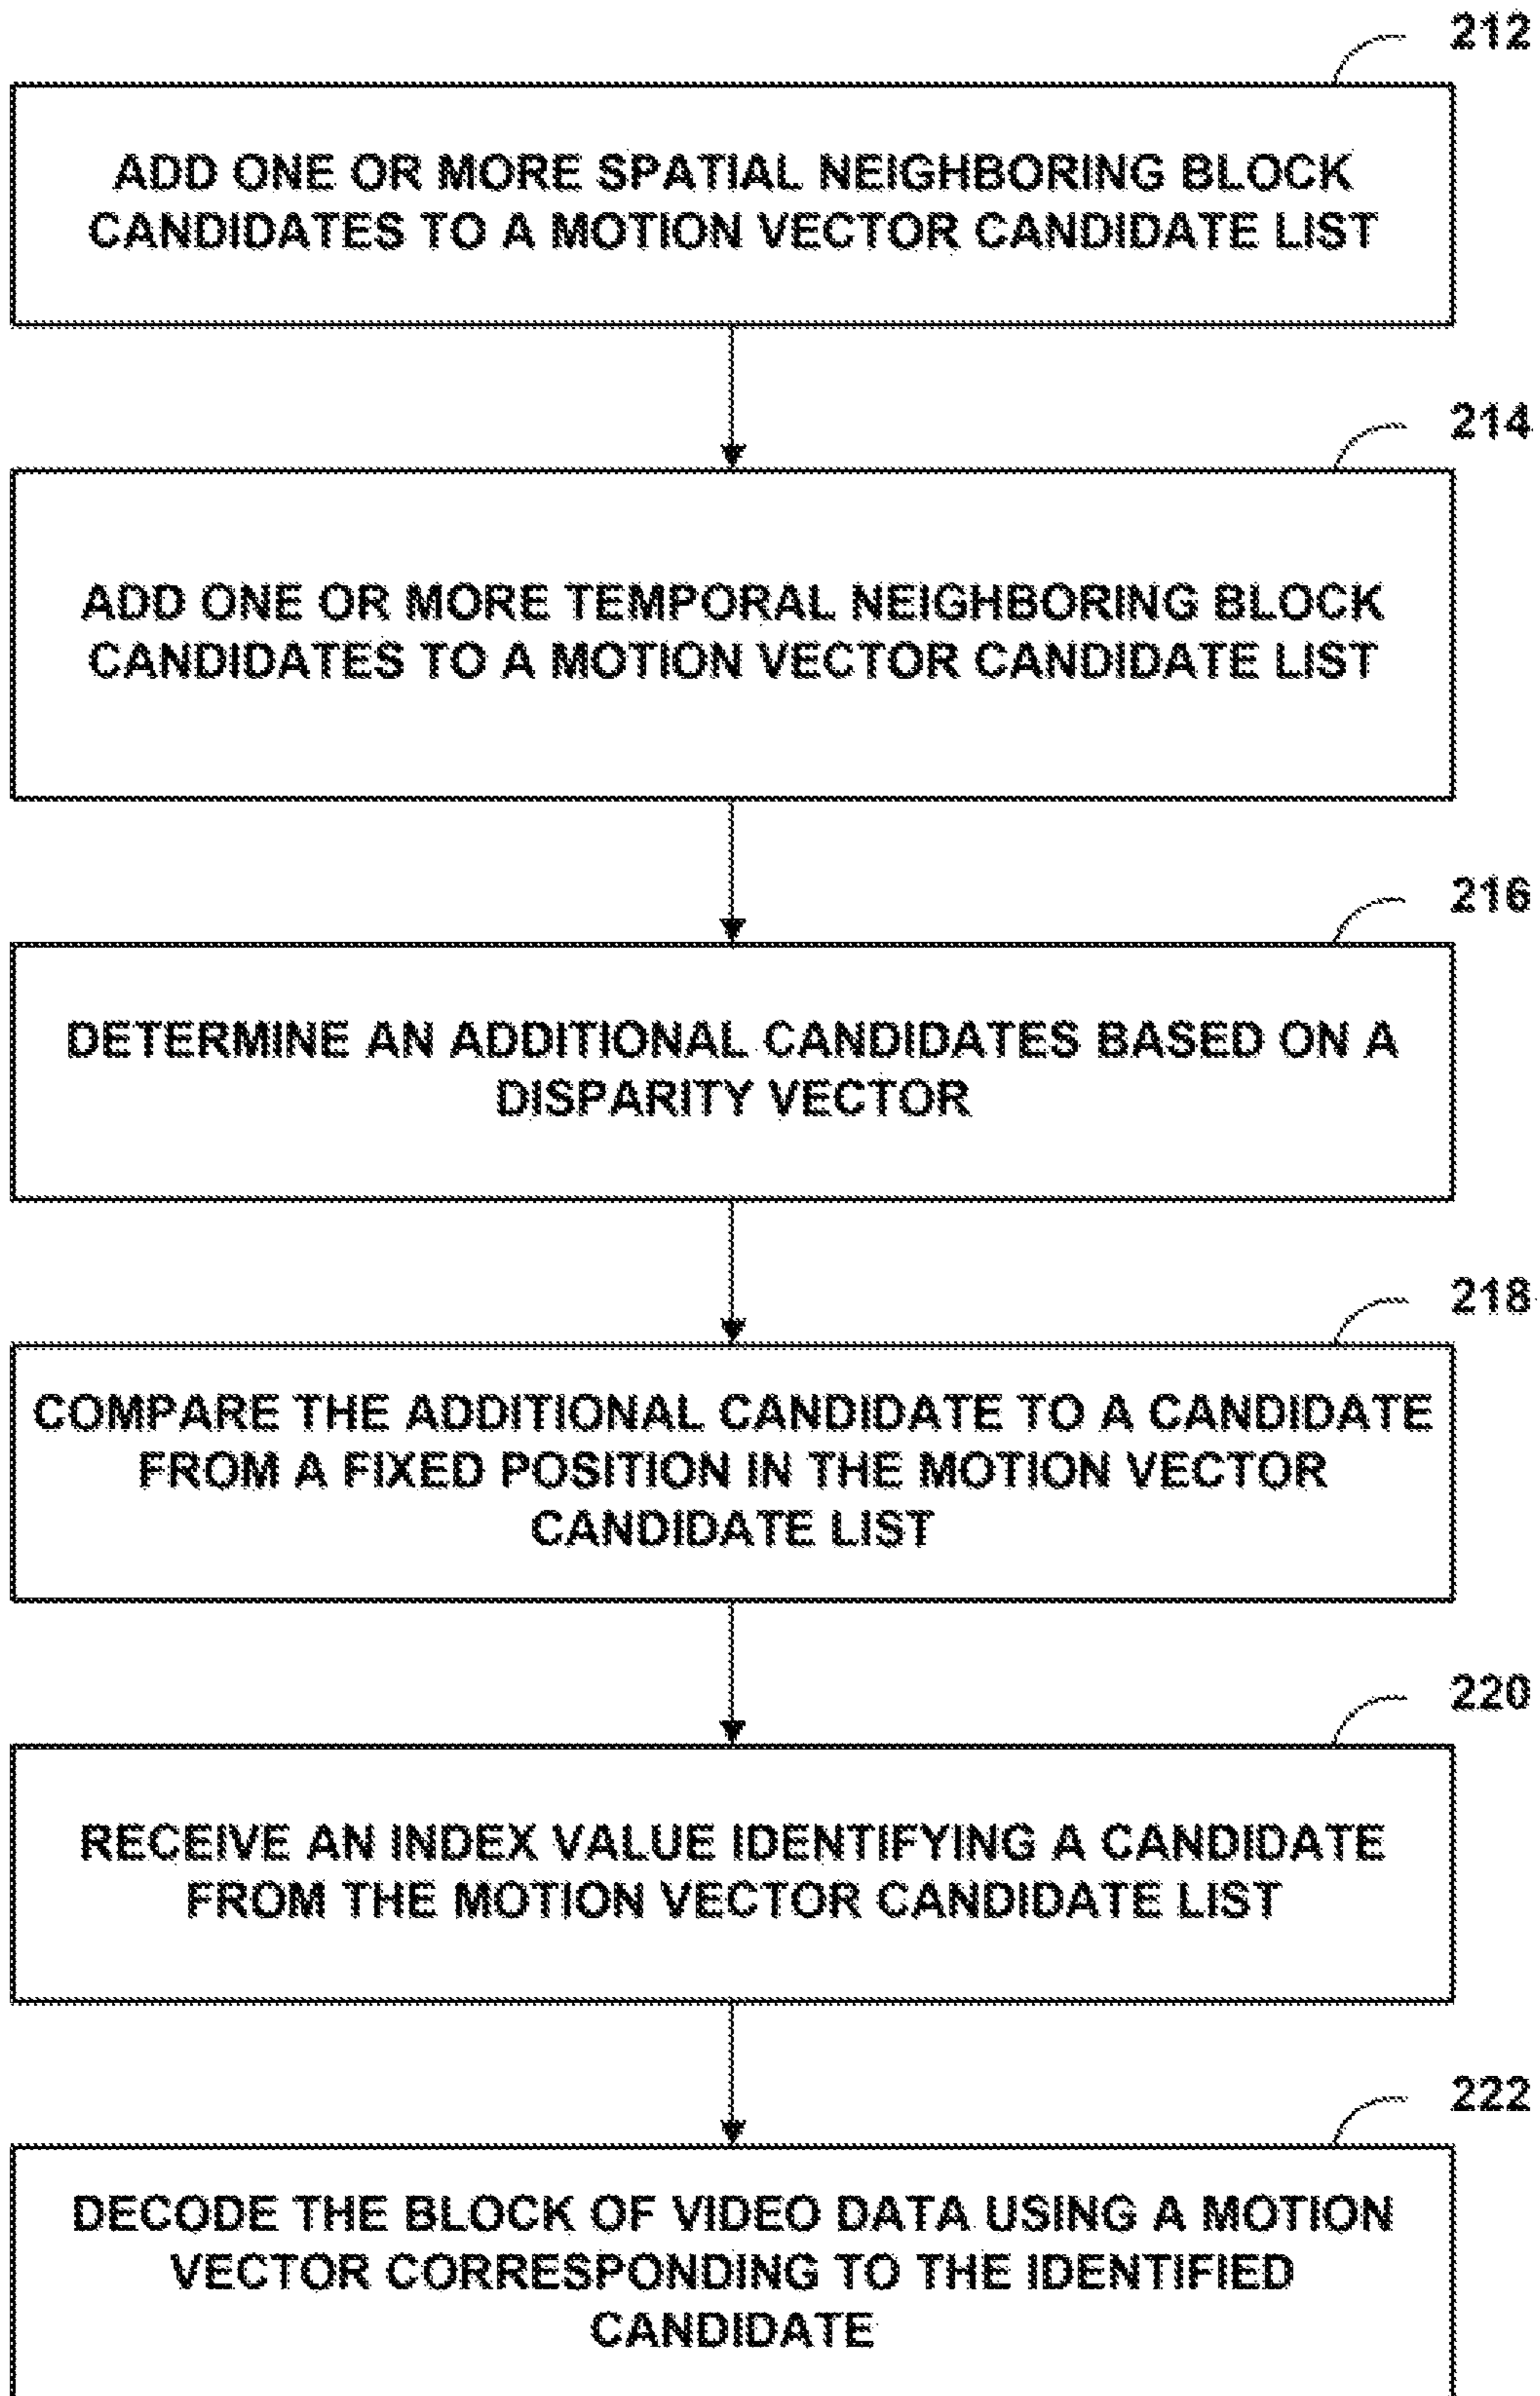 212
ADD ONE OR MORE SPATIAL NEIGHBORING BLOCK
CANDIDATES TO A MOTION VECTOR CANDIDATE LIST
214
ADD ONE OR MORE TEMPORAL NEIGHBORING BLOCK
CANDIDATES TO A MOTION VECTOR CANDIDATE LIST
216
DETERMINE AN ADDITIONAL CANDIDATES BASED ON A
DISPARITY VECTOR
218
COMPARE THE ADDITIONAL CANDIDATE TO A CANDIDATE
FROM A FIXED POSITION IN THE MOTION VECTOR
CANDIDATE LIST
220
RECEIVE AN INDEX VALUE IDENTIFYING A CANDIDATE
FROM THE MOTION VECTOR CANDIDATE LIST
222
DECODE THE BLOCK OF VIDEO DATA USING A MOTION
VECTOR CORRESPONDING TO THE IDENTIFIED
CANDIDATE